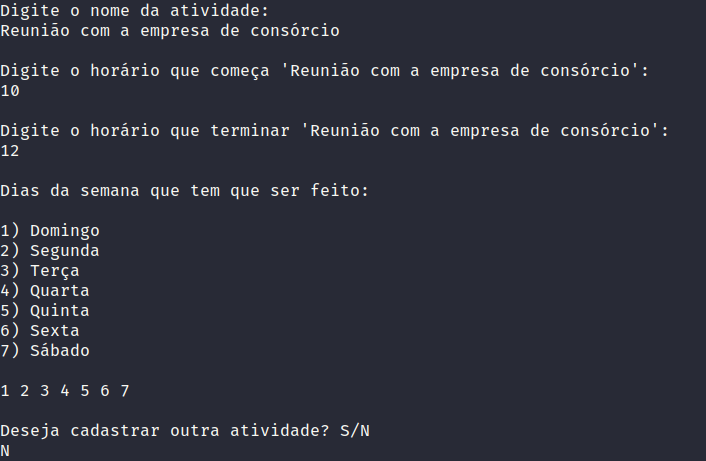 Digite o nome da atividade:
Reunião com a empresa de consórcio
Digite o horário que começa 'Reunião com a empresa de consórcio':
10
Digite o horário que terminar 'Reunião com a empresa de consórcio':
12
Dias da semana que tem que ser feito:
1) Domingo
2) Segunda
3) Terça
4) Quarta
5) Quinta
6) Sexta
7) Sábado
1 2 3 4 5 6 7
Deseja cadastrar outra atividade? S/N
N